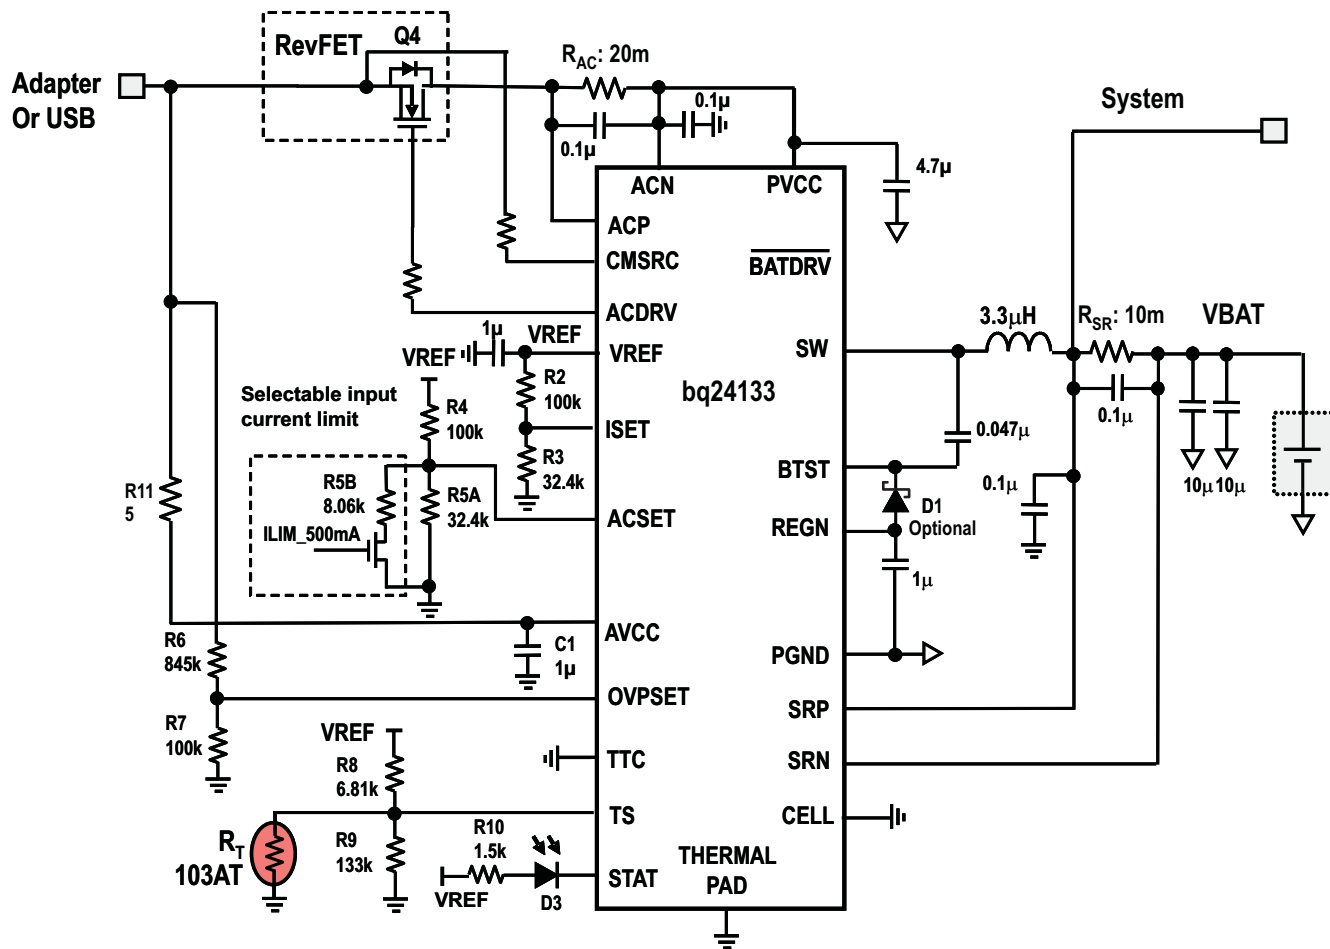 RevFET
Q4
Adapter
Or USB
R_AC: 20m
0.1µ
0.1µ
System
4.7µ
ACN
PVCC
ACP
CMSRC
BATDRV
ACDRV
1µ
VREF
VREF
VREF
3.3µH
R_SR: 10m
VBAT
SW
Selectable input
current limit
R4
100k
R2
100k
bq24133
ISET
0.1µ
0.047µ
R3
32.4k
BTST
10µ
10µ
0.1µ
R11
5
R5B
8.06k
R5A
32.4k
ILIM_500mA
ACSET
REGN
D1
Optional
1µ
R6
845k
AVCC
C1
1µ
PGND
OVPSET
SRP
R7
100k
VREF
R8
6.81k
TTC
SRN
TS
CELL
R_T
103AT
R9
133k
R10
1.5k
VREF
D3
STAT
THERMAL
PAD